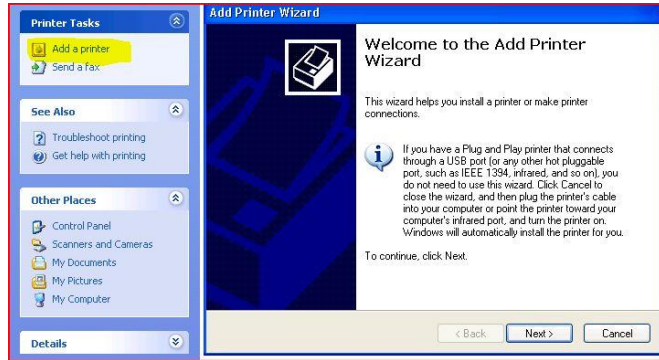 Printer Tasks
Add a printer
Send a fax
See Also
Troubleshoot printing
Get help with printing
Other Places
Control Panel
Scanners and Cameras
My Documents
My Pictures
My Computer
Details
Add Printer Wizard
Welcome to the Add Printer
Wizard
This wizard helps you install a printer or make printer
connections.
If you have a Plug and Play printer that connects
through a USB port (or any other hot pluggable
port, such as IEEE 1394, infrared, and so on), you
do not need to use this wizard. Click Cancel to
close the wizard, and then plug the printer's cable
into your computer or point the printer toward your
computer's infrared port, and turn the printer on.
Windows will automatically install the printer for you.
To continue, click Next.
< Back
Next >
Cancel